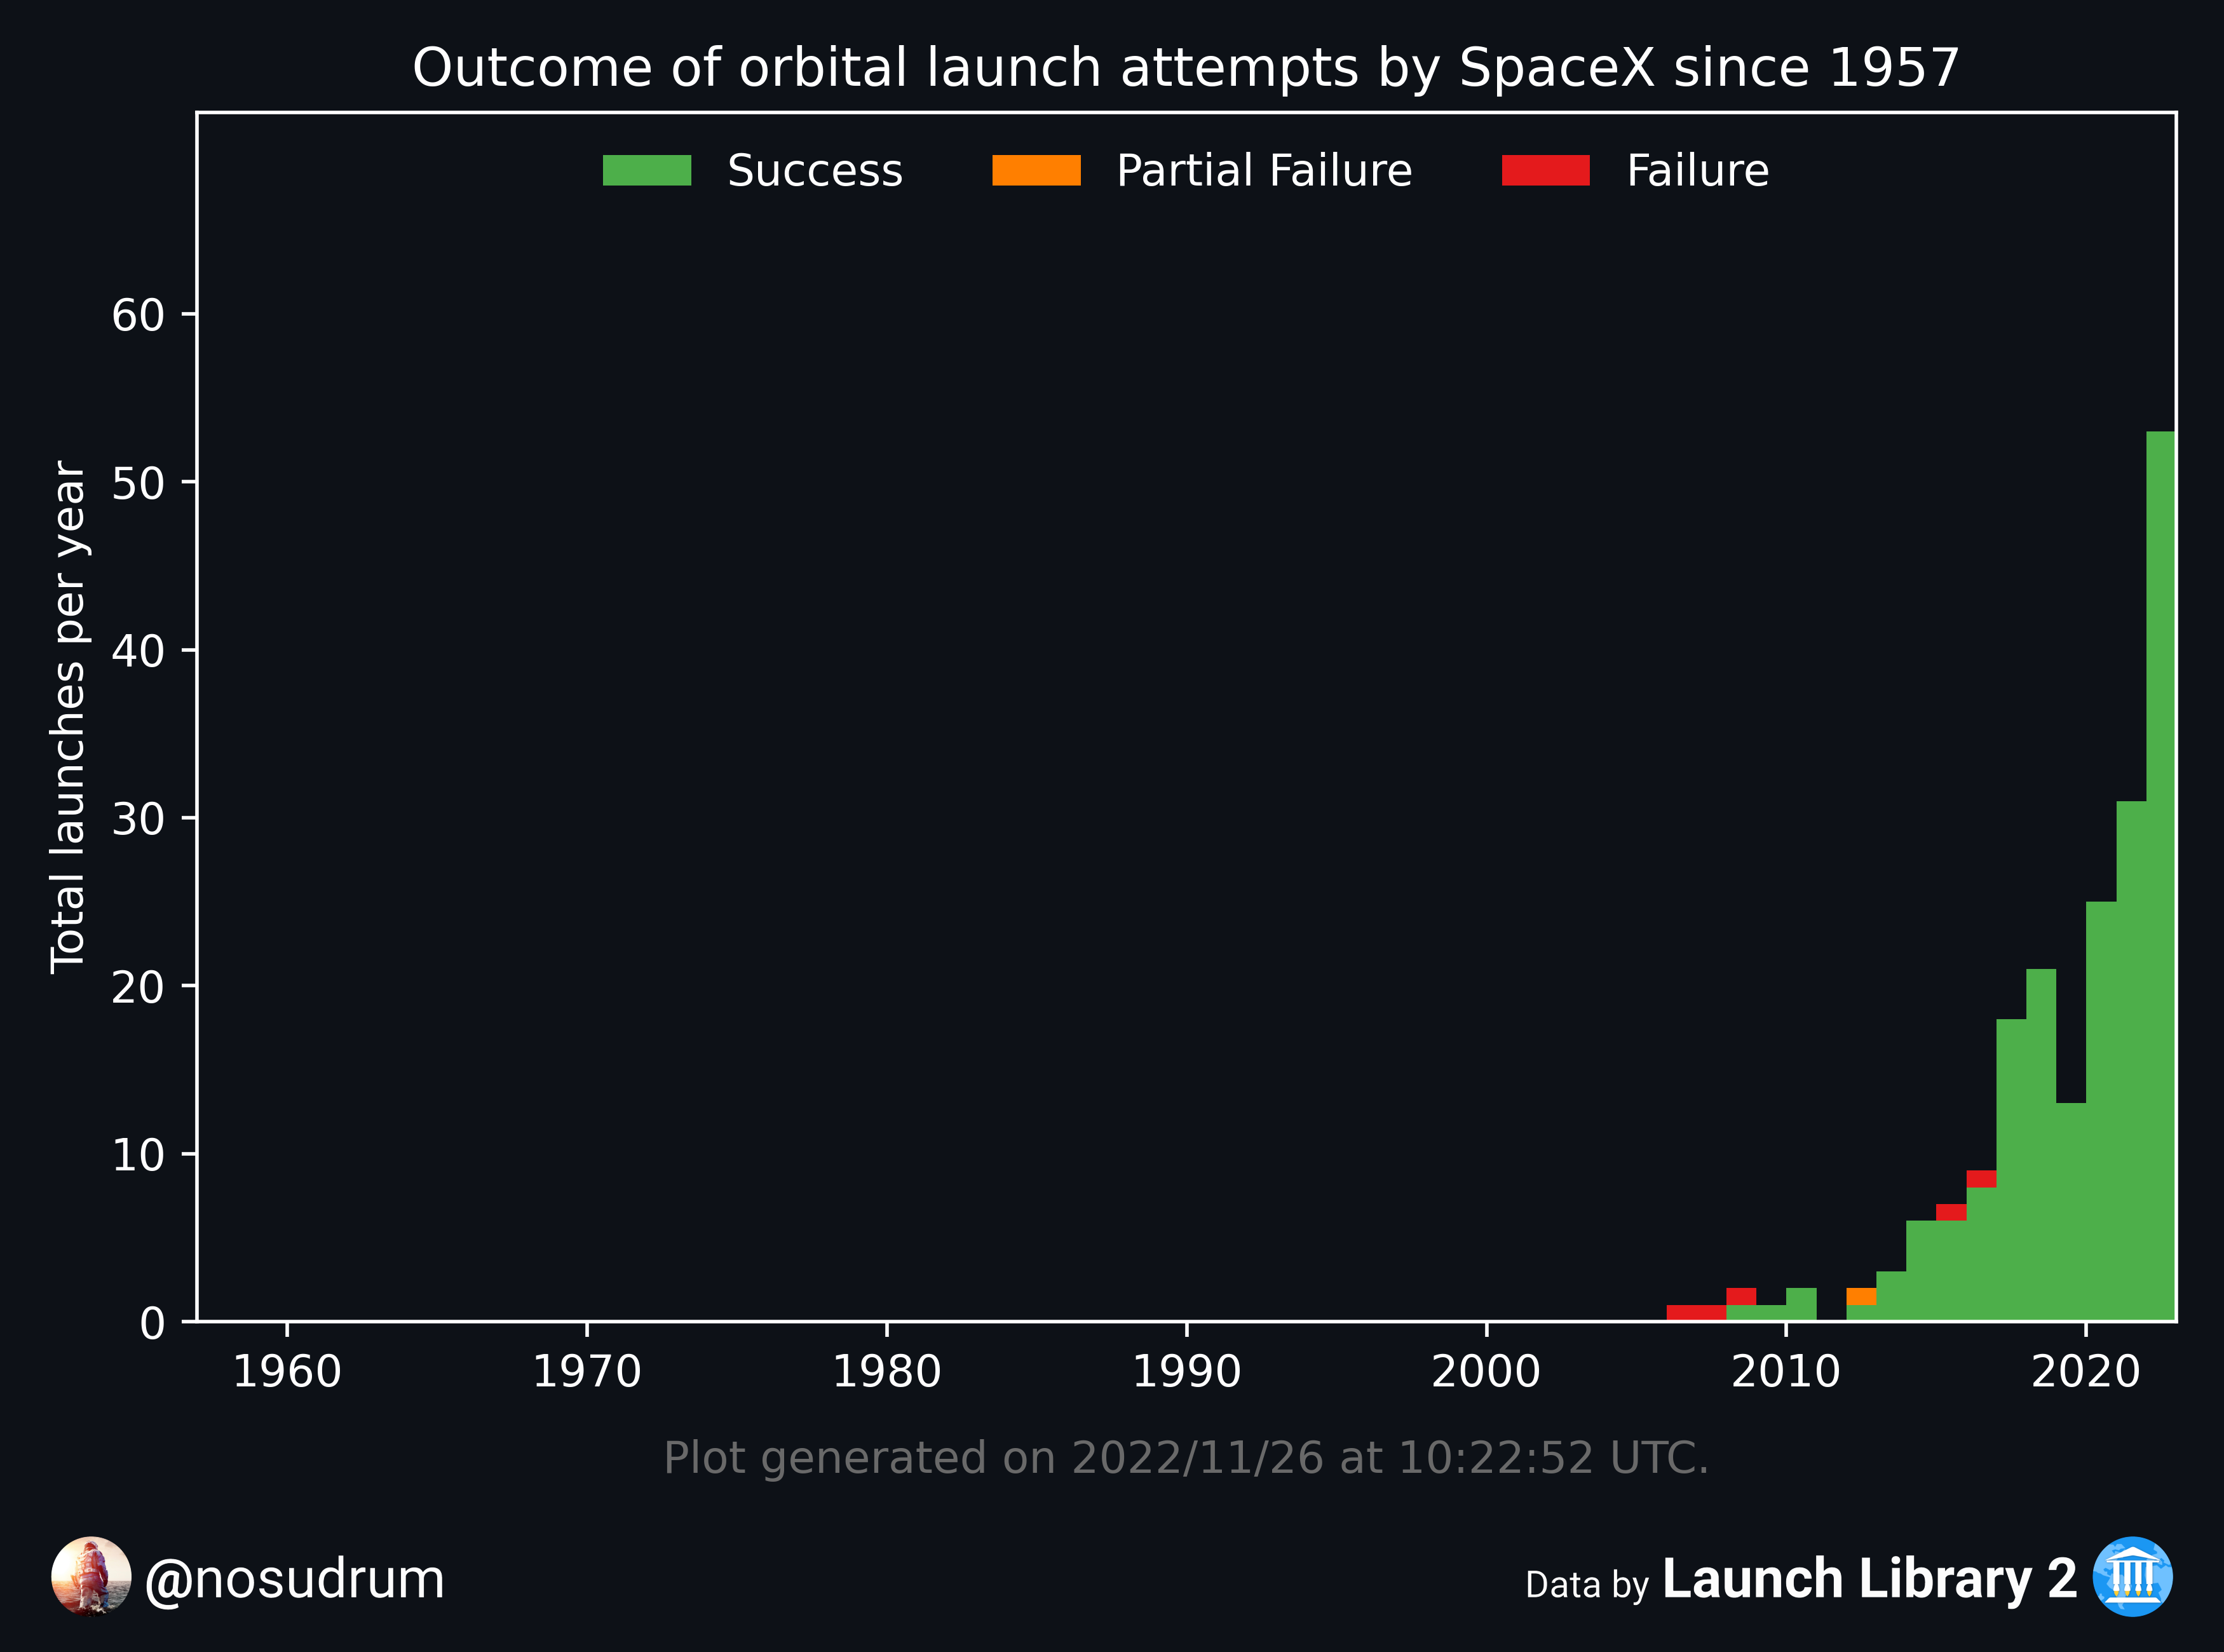 Outcome of orbital launch attempts by SpaceX since 1957
Success Partial Failure Failure
Total launches per year
60
50
40
30
20
10
0
1960 1970 1980 1990 2000 2010 2020
Plot generated on 2022/11/26 at 10:22:52 UTC.
@nosudrum
Data by Launch Library 2